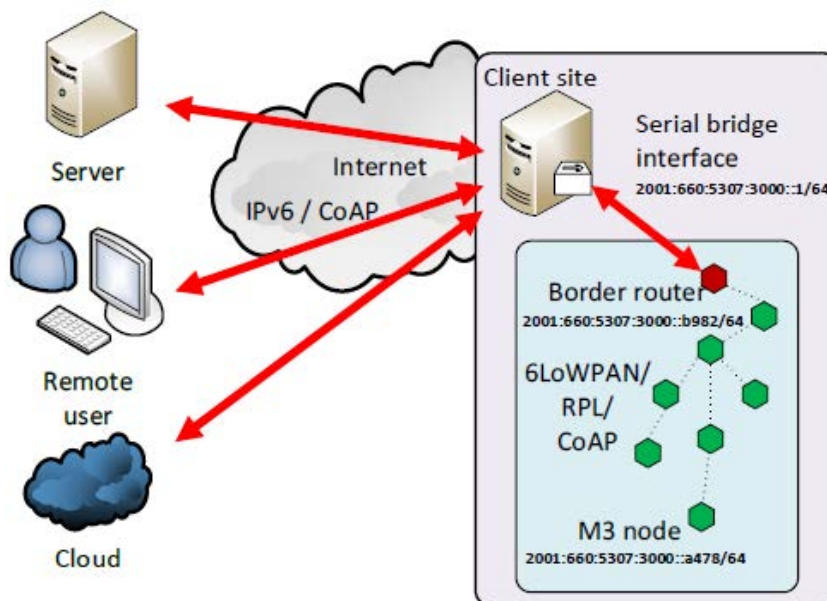 Server
Internet
IPv6 / CoAP
Remote
user
Cloud
Client site
Serial bridge
interface
2001:660:5307:3000::1/64
Border router
2001:660:5307:3000::b982/64
6LoWPAN/
RPL/
CoAP
M3 node
2001:660:5307:3000::a478/64